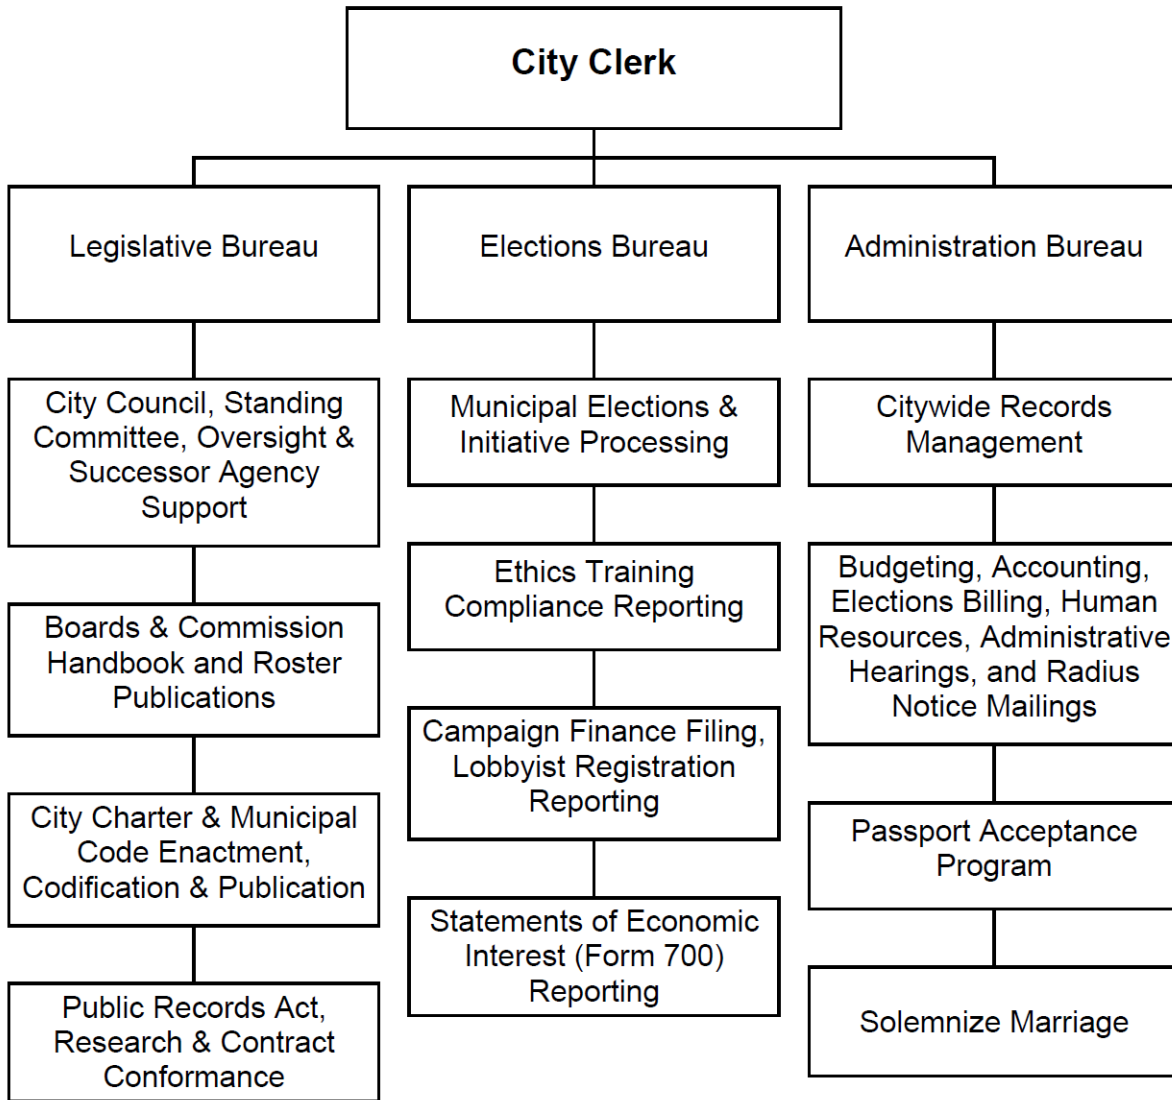 City Clerk
Legislative Bureau
City Council, Standing
Committee, Oversight &
Successor Agency
Support
Boards & Commission
Handbook and Roster
Publications
City Charter & Municipal
Code Enactment,
Codification & Publication
Public Records Act,
Research & Contract
Conformance
Elections Bureau
Municipal Elections &
Initiative Processing
Ethics Training
Compliance Reporting
Campaign Finance Filing,
Lobbyist Registration
Reporting
Statements of Economic
Interest (Form 700)
Reporting
Administration Bureau
Citywide Records
Management
Budgeting, Accounting,
Elections Billing, Human
Resources, Administrative
Hearings, and Radius
Notice Mailings
Passport Acceptance
Program
Solemnize Marriage